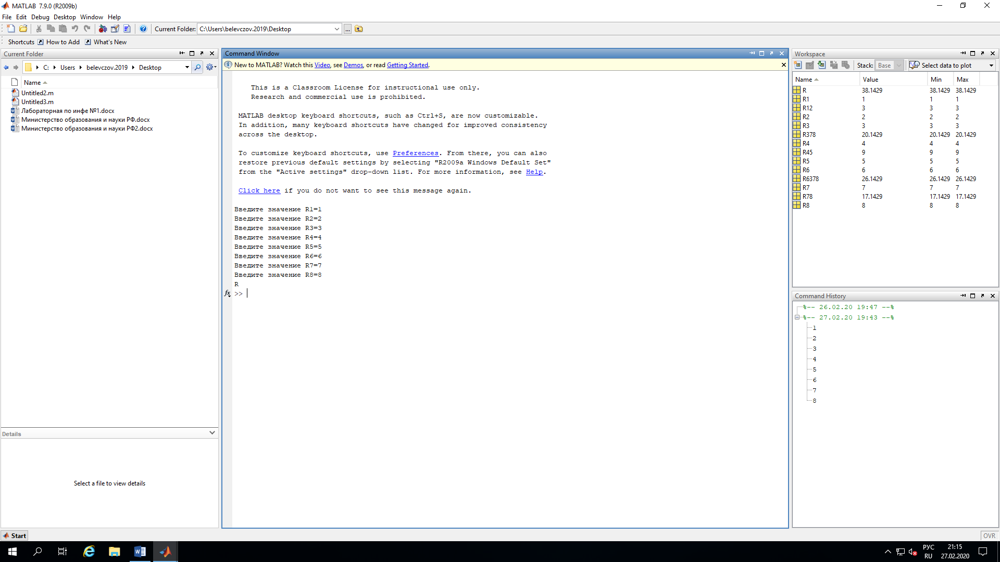 MATLAB 7.9.0 (R2009b)
File Edit Debug Desktop Window Help
Current Folder: C:\Users\belevczov.2019\Desktop ...
Shortcuts How to Add What's New
Current Folder
C: Users belevczov.2019 Desktop
Name
Untitled2.m
Untitled3.m
Лабораторная по инфе №1.docx
Министерство образования и науки РФ.docx
Министерство образования и науки РФ2.docx
Details
Select a file to view details
Command Window
New to MATLAB? Watch this Video, see Demos, or read Getting Started.
This is a Classroom License for instructional use only.
Research and commercial use is prohibited.
MATLAB desktop keyboard shortcuts, such as Ctrl+S, are now customizable.
In addition, many keyboard shortcuts have changed for improved consistency
across the desktop.
To customize keyboard shortcuts, use Preferences. From there, you can also
restore previous default settings by selecting "R2009a Windows Default Set"
from the "Active settings" drop-down list. For more information, see Help.
Click here if you do not want to see this message again.
Введите значение R1=1
Введите значение R2=2
Введите значение R3=3
Введите значение R4=4
Введите значение R5=5
Введите значение R6=6
Введите значение R7=7
Введите значение R8=8
R
fx >>
Workspace
Stack: Base Select data to plot
Name Value Min Max
R 38.1429 38.1429 38.1429
R1 1 1 1
R12 3 3 3
R2 2 2 2
R3 3 3 3
R378 20.1429 20.1429 20.1429
R4 4 4 4
R45 9 9 9
R5 5 5 5
R6 6 6 6
R6378 26.1429 26.1429 26.1429
R7 7 7 7
R78 17.1429 17.1429 17.1429
R8 8 8 8
Command History
%-- 26.02.20 19:47 --%
%-- 27.02.20 19:43 --%
1
2
3
4
5
6
7
8
Start
OVR
РУС
RU
21:15
27.02.2020